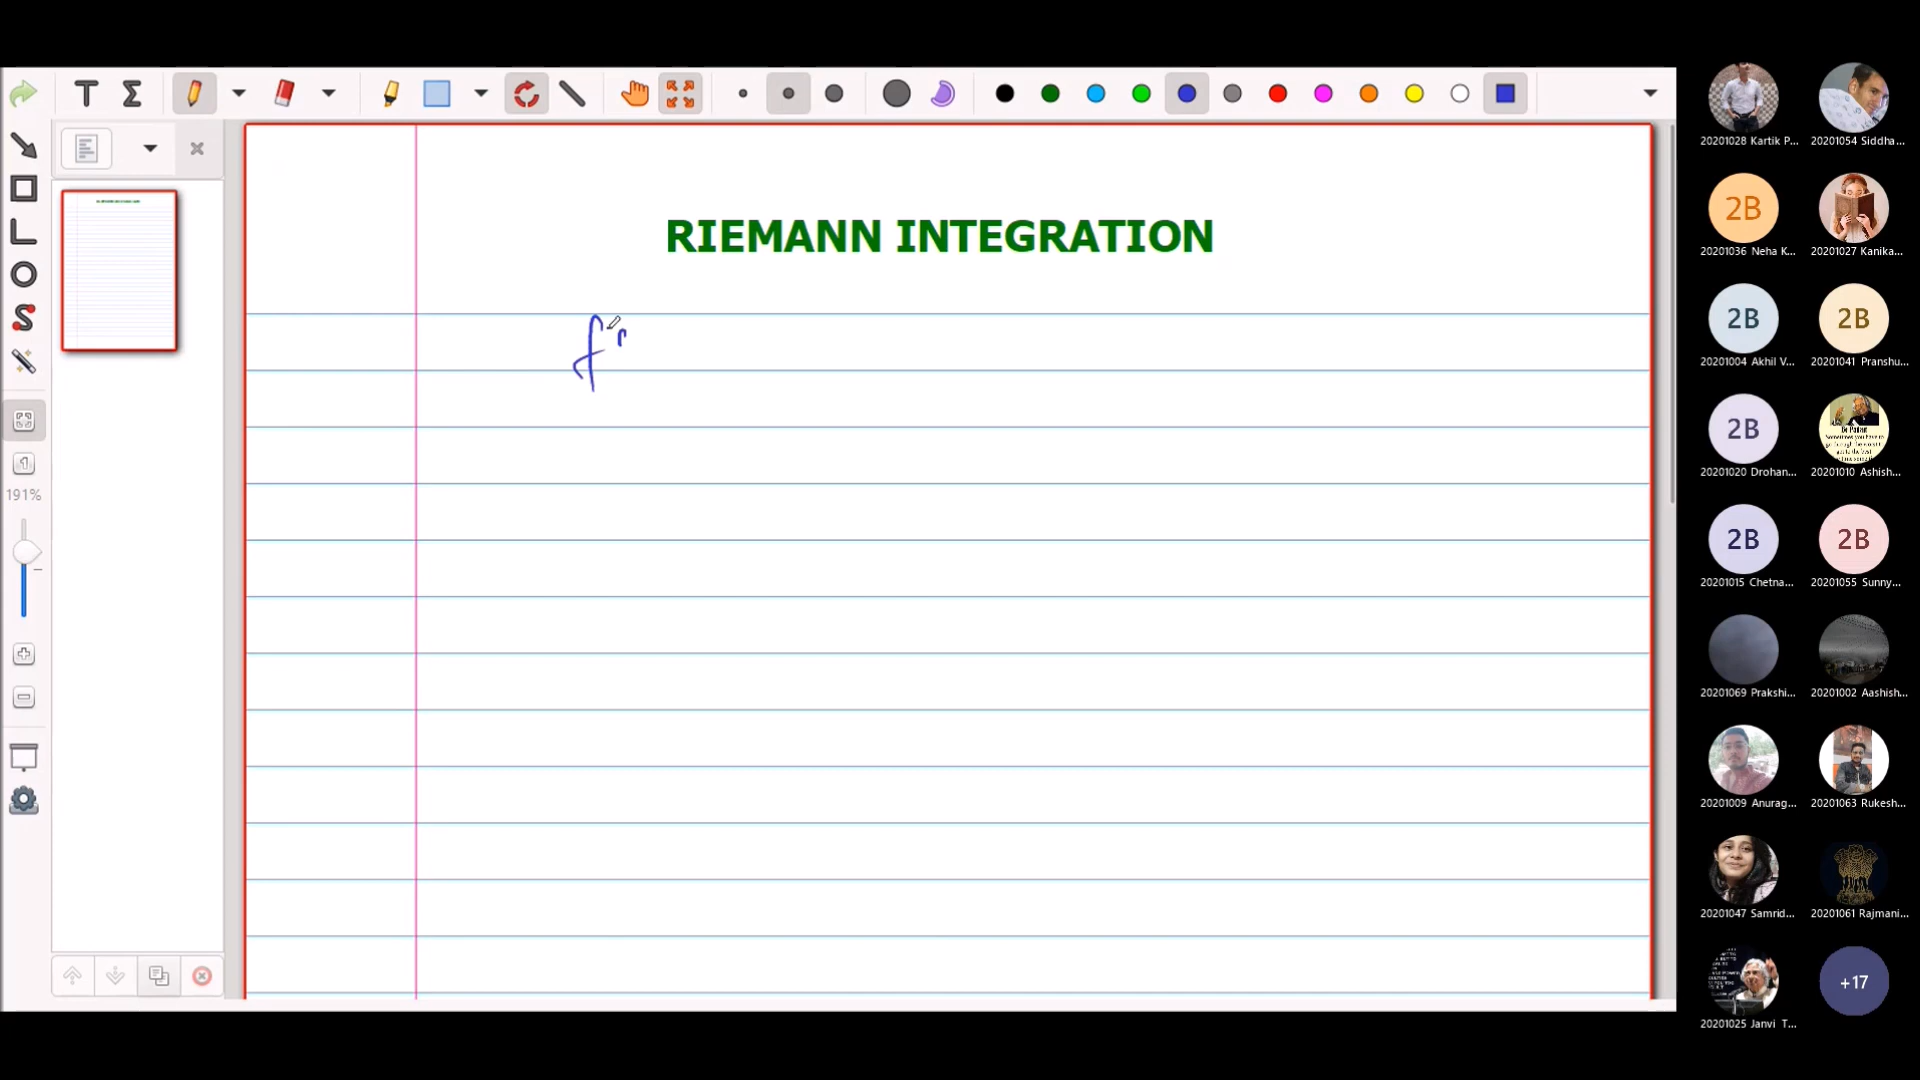 20201028 Kartik P...
20201054 Siddha...
RIEMANN INTEGRATION
2B
20201036 Neha K...
20201027 Kanika...
f
2B
2B
20201004 Akhil V...
20201041 Pranshu...
2B
20201020 Drohan...
20201010 Ashish...
191%
2B
2B
20201015 Chetna...
20201055 Sunny...
20201069 Prakshi...
20201002 Aashish...
20201009 Anurag...
20201063 Rukesh...
20201047 Samrid...
20201061 Rajmani...
+17
20201025 Janvi T...